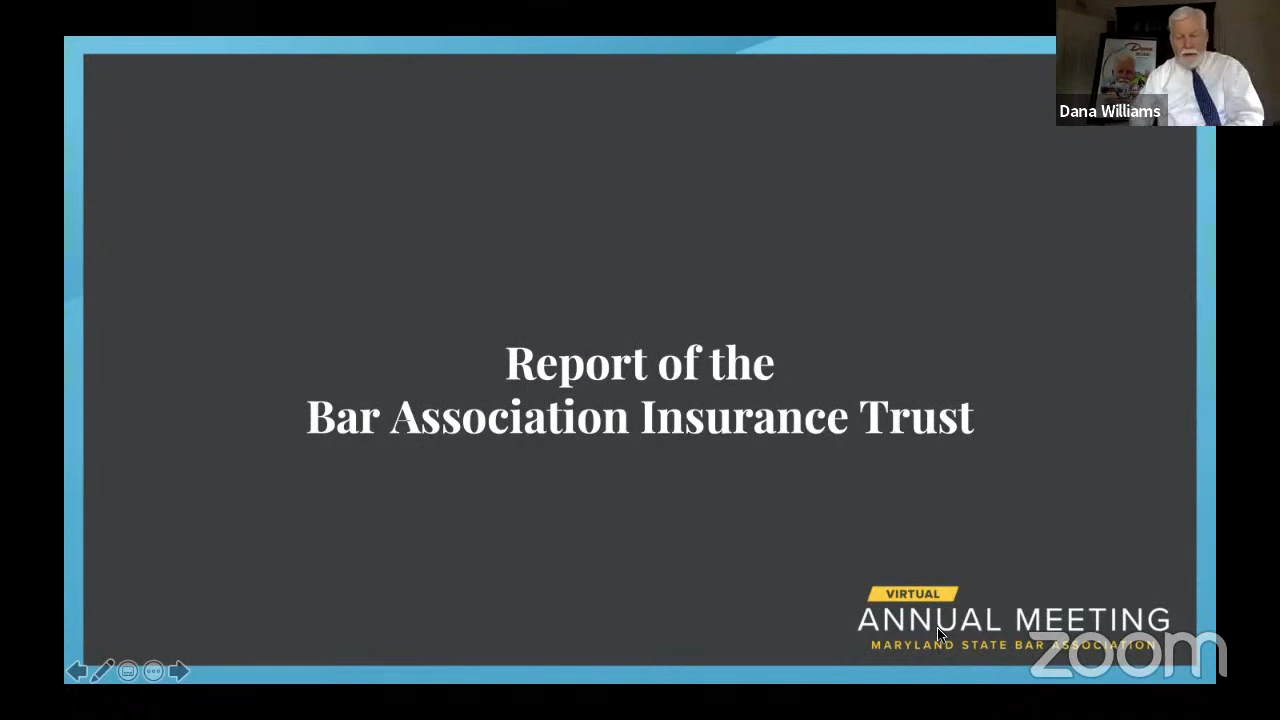 Dana Williams
Report of the
Bar Association Insurance Trust
VIRTUAL
ANNUAL MEETING
MARYLAND STATE BAR ASSOCIATION
zoom